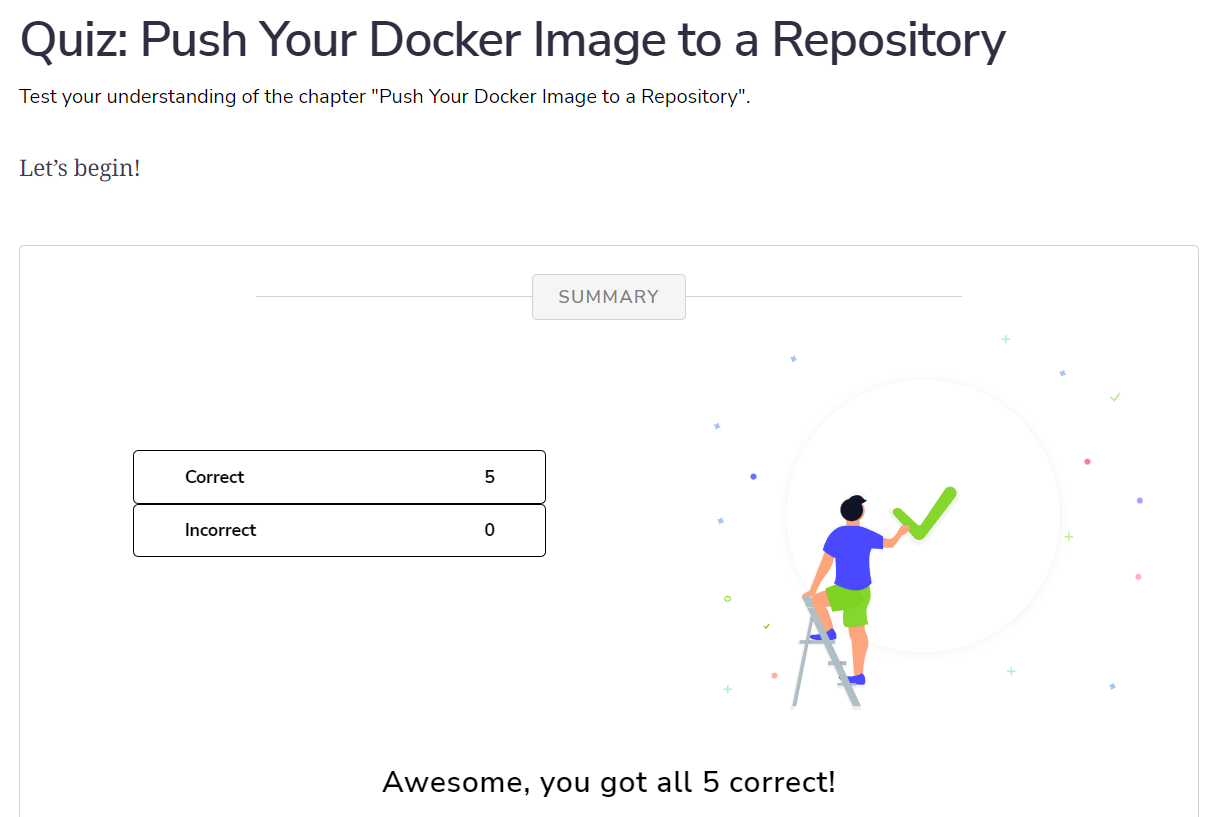 Quiz: Push Your Docker Image to a Repository
Test your understanding of the chapter "Push Your Docker Image to a Repository".
Let’s begin!
SUMMARY
Correct 5
Incorrect 0
Awesome, you got all 5 correct!